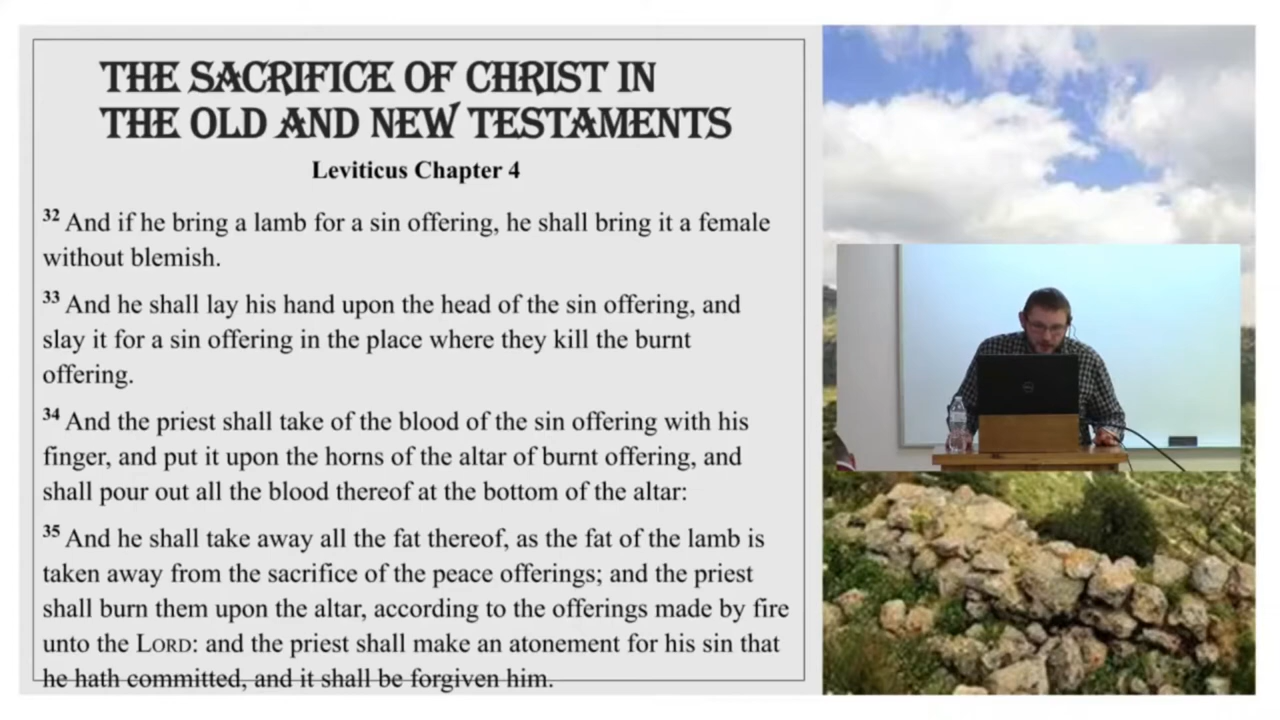 THE SACRIFICE OF CHRIST IN
THE OLD AND NEW TESTAMENTS
Leviticus Chapter 4
32 And if he bring a lamb for a sin offering, he shall bring it a female
without blemish.
33 And he shall lay his hand upon the head of the sin offering, and
slay it for a sin offering in the place where they kill the burnt
offering.
34 And the priest shall take of the blood of the sin offering with his
finger, and put it upon the horns of the altar of burnt offering, and
shall pour out all the blood thereof at the bottom of the altar:
35 And he shall take away all the fat thereof, as the fat of the lamb is
taken away from the sacrifice of the peace offerings; and the priest
shall burn them upon the altar, according to the offerings made by fire
unto the LORD: and the priest shall make an atonement for his sin that
he hath committed, and it shall be forgiven him.